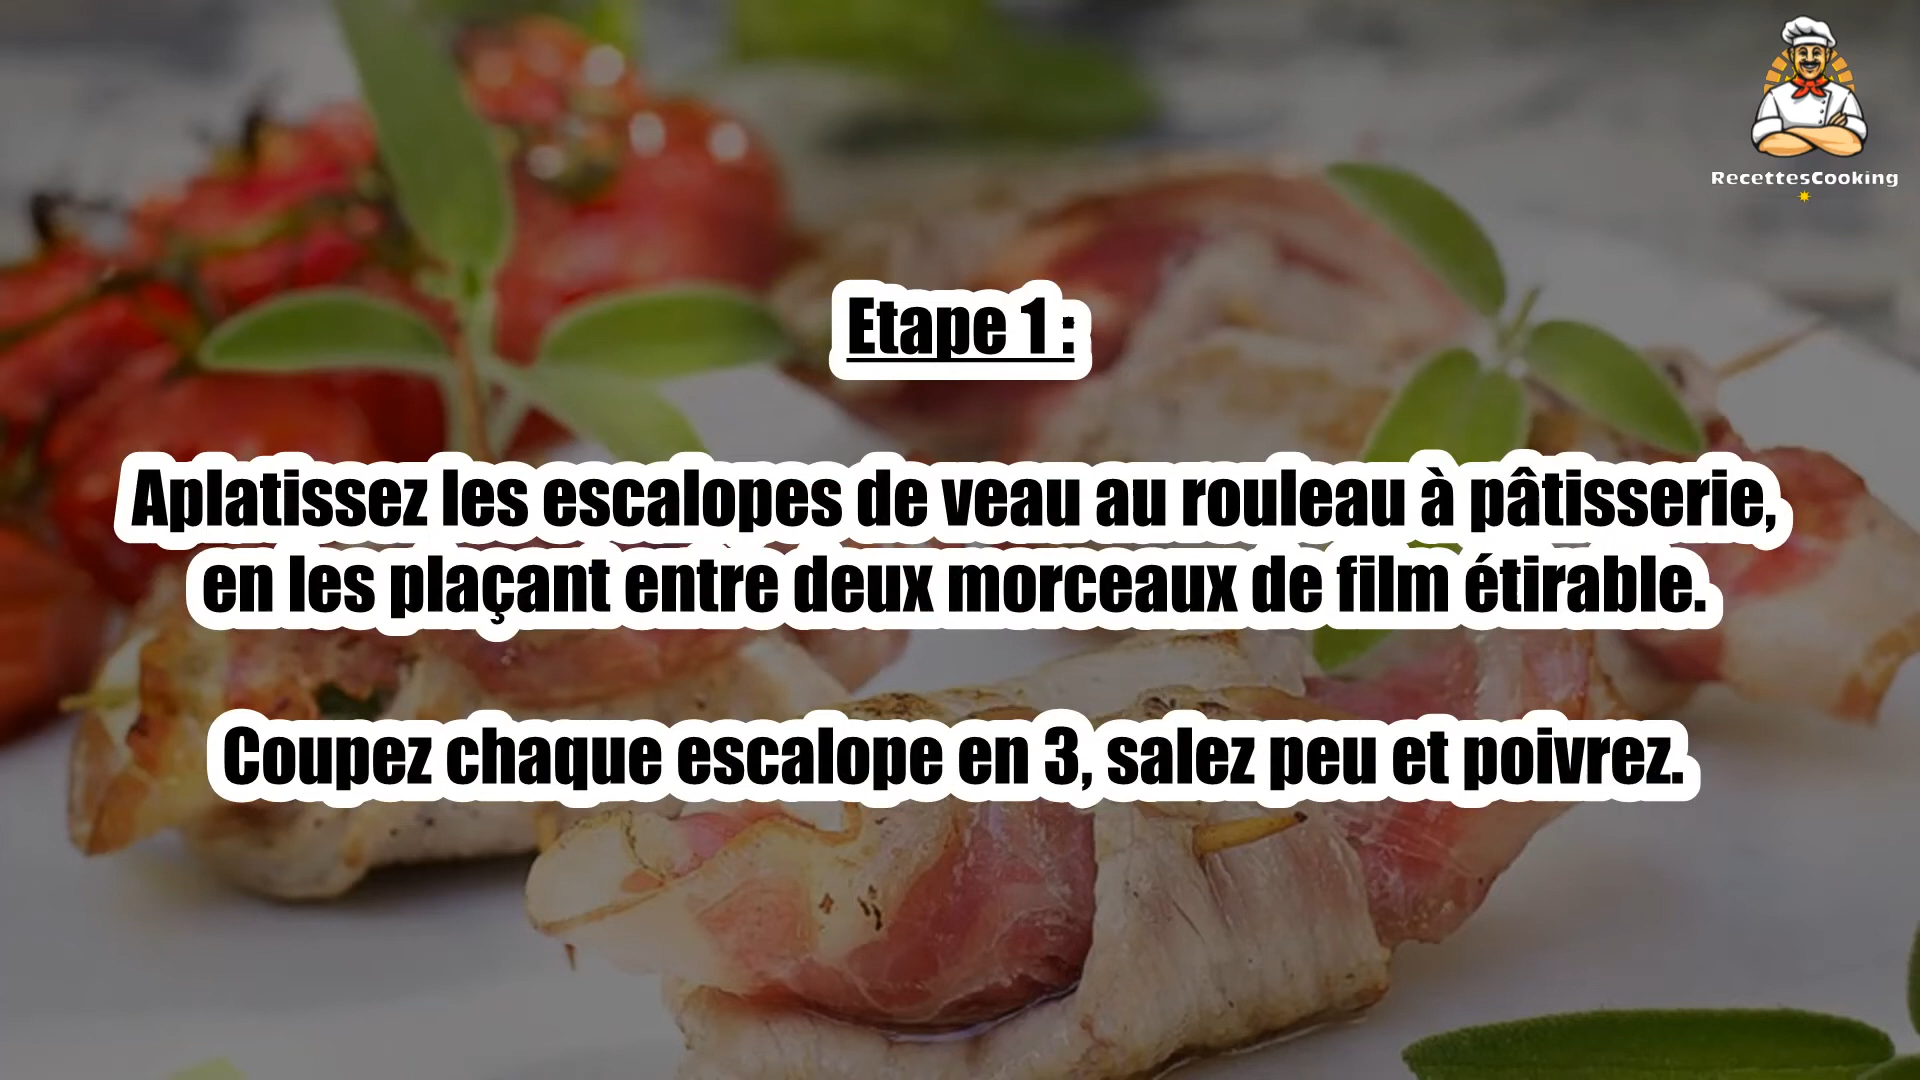 RecettesCooking
Etape 1 :
Aplatissez les escalopes de veau au rouleau à pâtisserie,
en les plaçant entre deux morceaux de film étirable.
Coupez chaque escalope en 3, salez peu et poivrez.